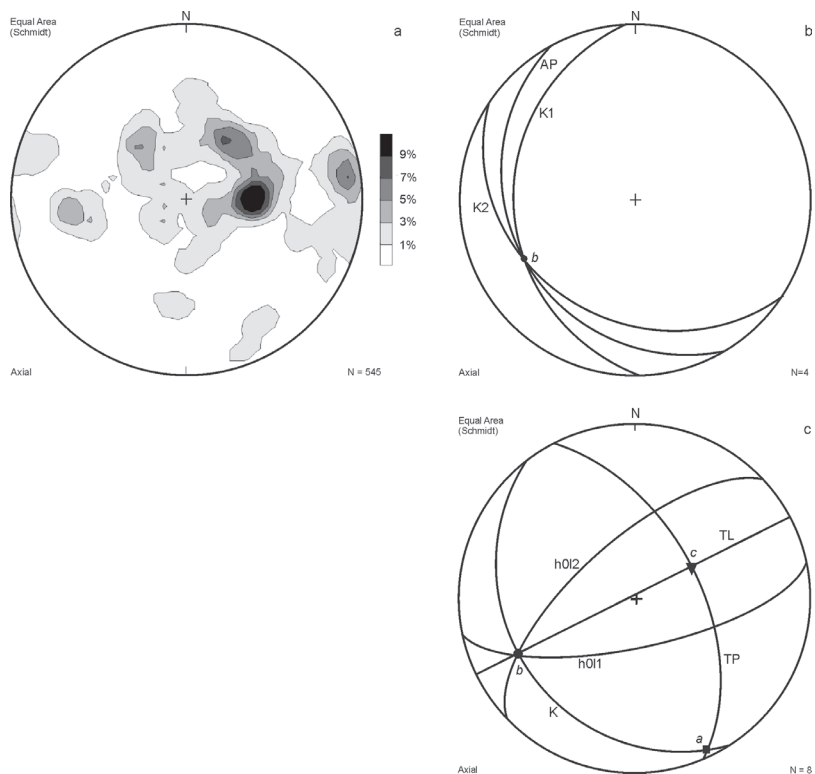 Equal Area
(Schmidt)
N
a
9%
7%
5%
3%
1%
Axial
N = 545
Equal Area
(Schmidt)
N
b
AP
K1
K2
b
Axial
N=4
Equal Area
(Schmidt)
N
c
TL
c
h0l2
h0l1
b
TP
K
a
Axial
N = 8